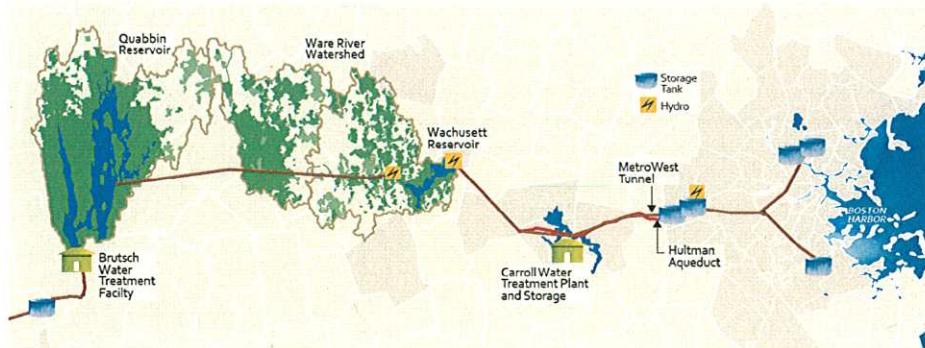 Quabbin
Reservoir
Ware River
Watershed
Storage
Tank
Hydro
Wachusett
Reservoir
MetroWest
Tunnel
BOSTON
HARBOR
Brutsch
Water
Treatment
Facilty
Carroll Water
Treatment Plant
and Storage
Hultman
Aqueduct